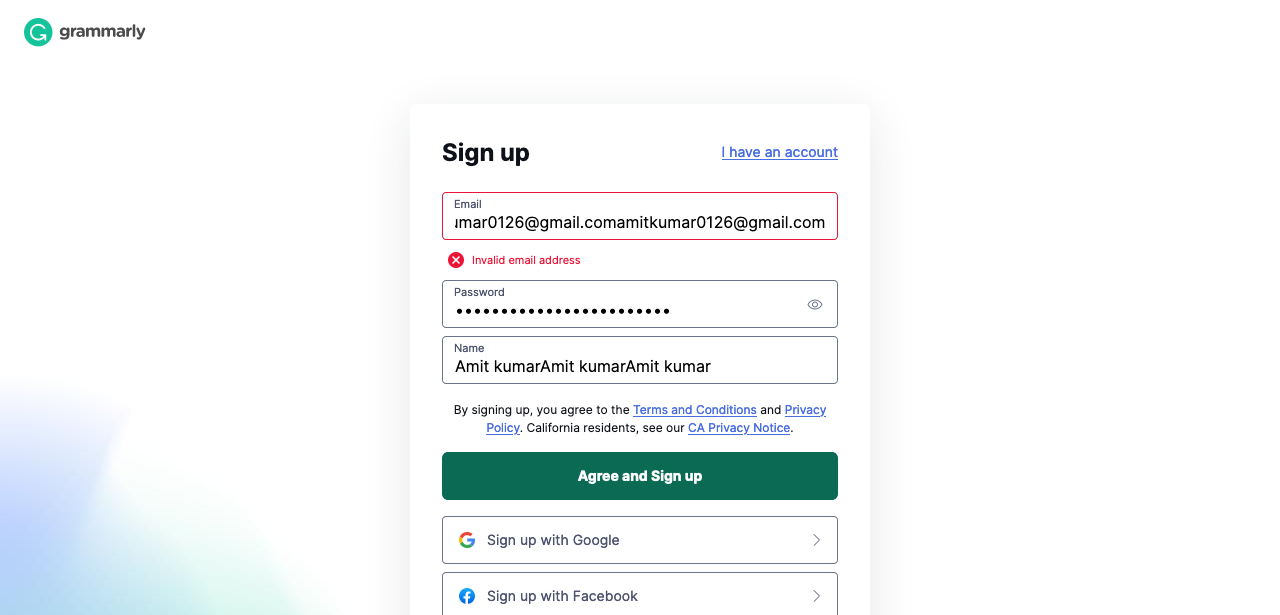 grammarly
Sign up
I have an account
Email
umar0126@gmail.comamitkumar0126@gmail.com
Invalid email address
Password
Name
Amit kumarAmit kumarAmit kumar
By signing up, you agree to the Terms and Conditions and Privacy
Policy. California residents, see our CA Privacy Notice.
Agree and Sign up
Sign up with Google
Sign up with Facebook